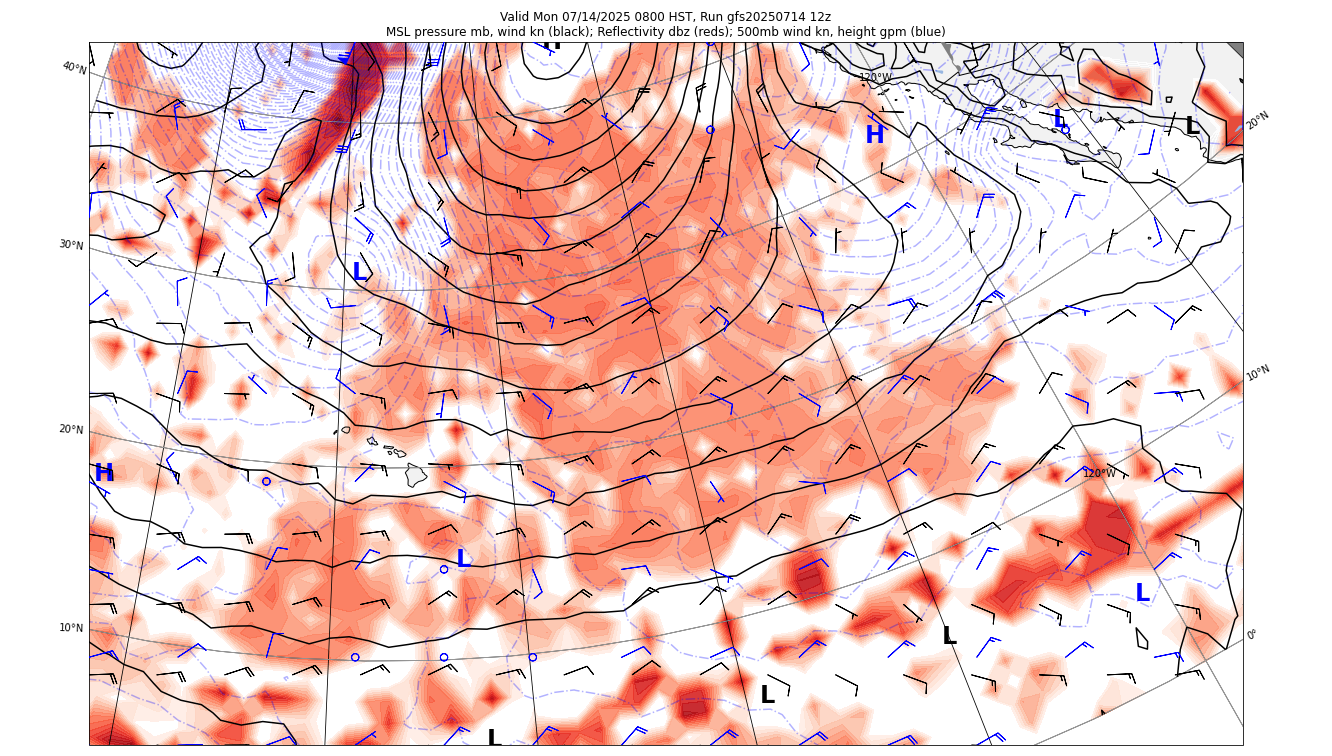 Valid Mon 07/14/2025 0800 HST, Run gfs20250714 12z
MSL pressure mb, wind kn (black); Reflectivity dbz (reds); 500mb wind kn, height gpm (blue)
H
40°N
120°W
H
L
L
20°N
30°N
L
10°N
20°N
H
120°W
L
L
10°N
L
0°
L
L